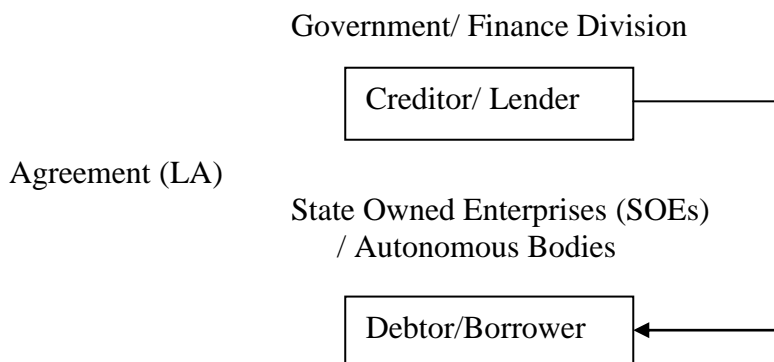 Government/ Finance Division
Creditor/ Lender
Agreement (LA)
State Owned Enterprises (SOEs)
/ Autonomous Bodies
Debtor/Borrower